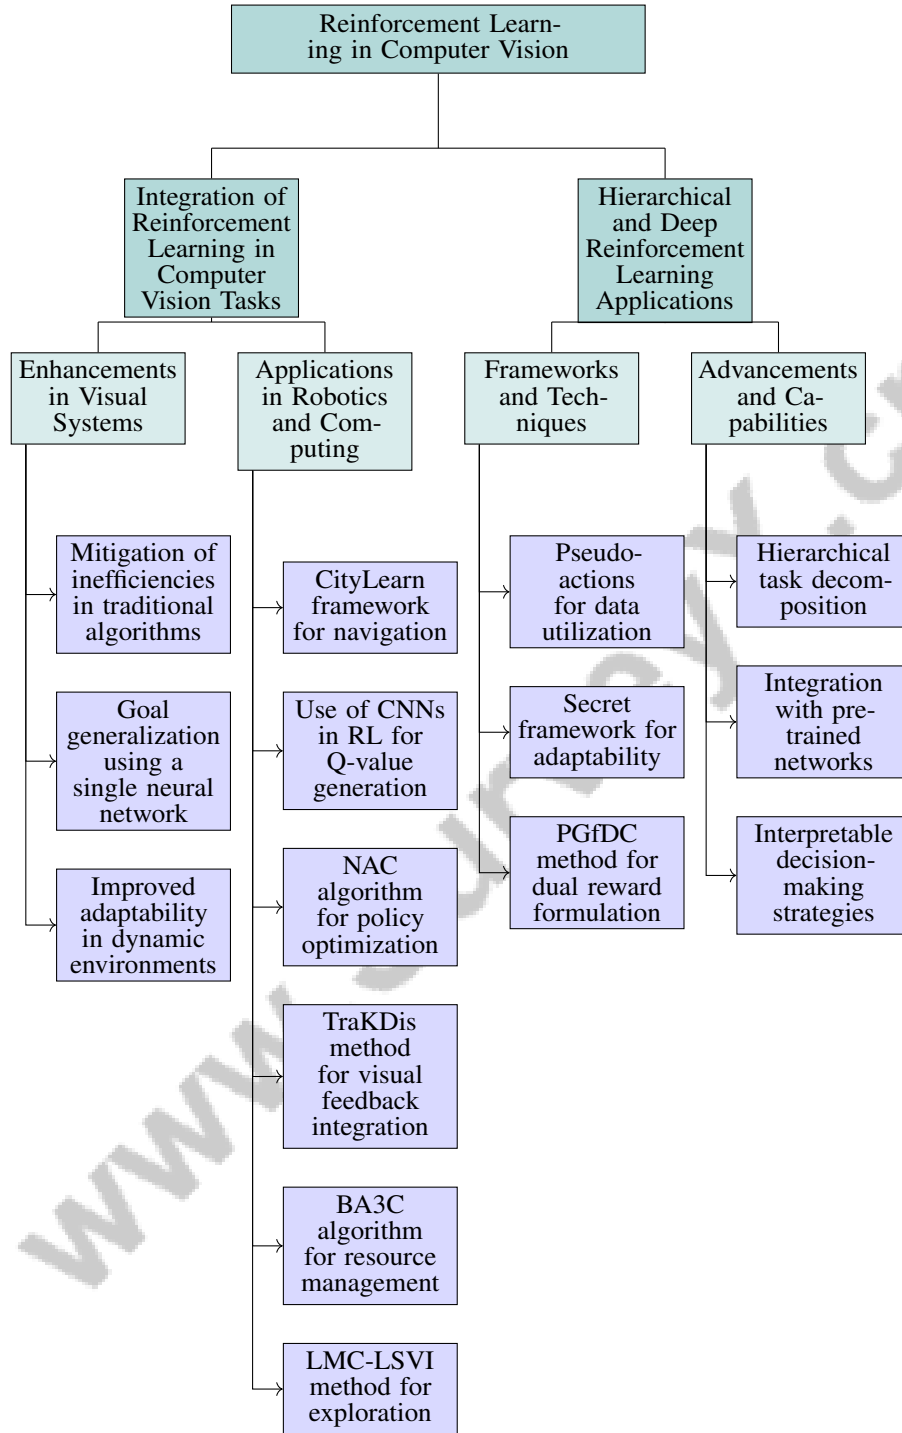 Reinforcement Learn-
ing in Computer Vision
Integration of
Reinforcement
Learning in
Computer
Vision Tasks
Hierarchical
and Deep
Reinforcement
Learning
Applications
Enhancements
in Visual
Systems
Applications
in Robotics
and Com-
puting
Frameworks
and Tech-
niques
Advancements
and Ca-
pabilities
Mitigation of
inefficiencies
in traditional
algorithms
Goal
generalization
using a
single neural
network
Improved
adaptability
in dynamic
environments
CityLearn
framework
for navigation
Use of CNNs
in RL for
Q-value
generation
NAC
algorithm
for policy
optimization
TraKDis
method
for visual
feedback
integration
BA3C
algorithm
for resource
management
LMC-LSVI
method for
exploration
Pseudo-
actions
for data
utilization
Secret
framework for
adaptability
PGfDC
method for
dual reward
formulation
Hierarchical
task decom-
position
Integration
with pre-
trained
networks
Interpretable
decision-
making
strategies